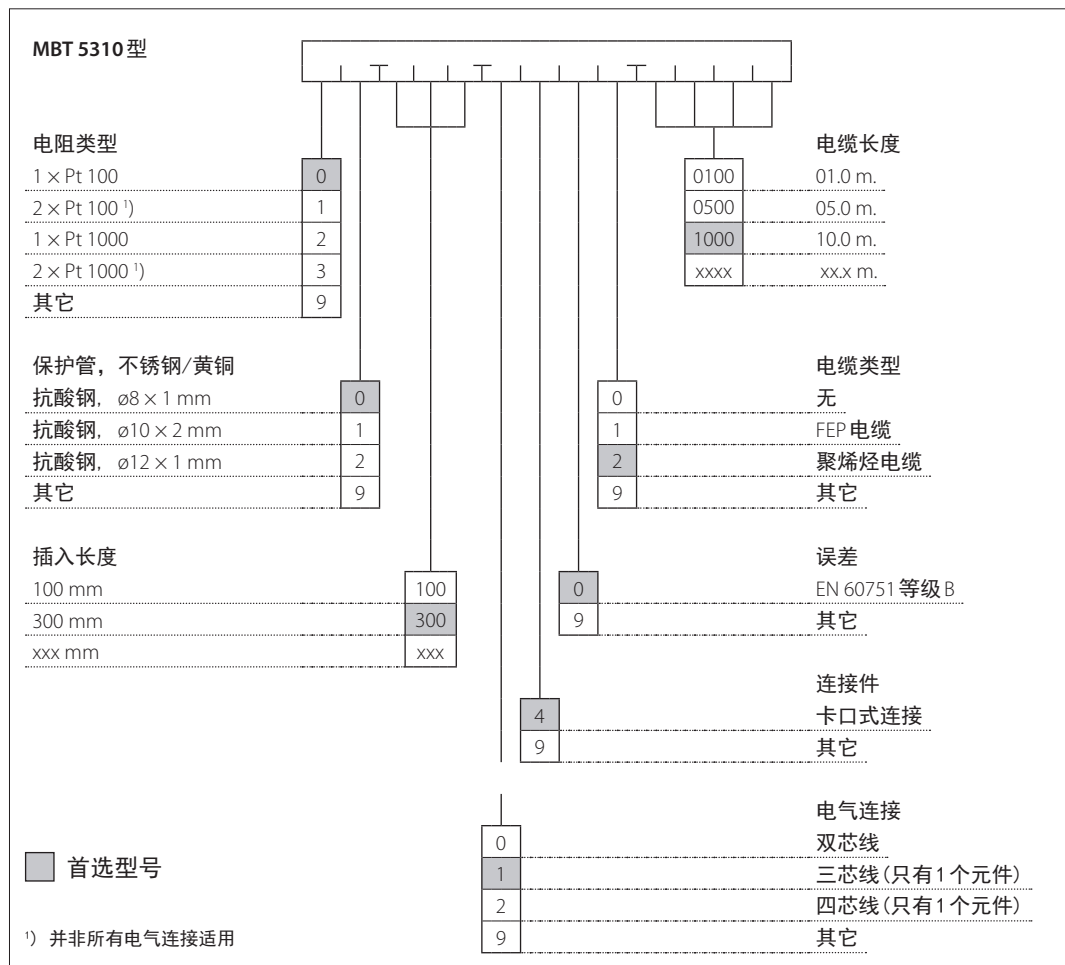 MBT 5310型
电阻类型
1 × Pt 100 0
2 × Pt 100 ¹) 1
1 × Pt 1000 2
2 × Pt 1000 ¹) 3
其它 9
电缆长度
0100 01.0 m.
0500 05.0 m.
1000 10.0 m.
xxxx xx.x m.
保护管，不锈钢/黄铜
抗酸钢, ø8 × 1 mm 0
抗酸钢, ø10 × 2 mm 1
抗酸钢, ø12 × 1 mm 2
其它 9
电缆类型
0 无
1 FEP电缆
2 聚烯烃电缆
9 其它
插入长度
100 mm 100
300 mm 300
xxx mm xxx
误差
0 EN 60751等级B
9 其它
连接件
4 卡口式连接
9 其它
电气连接
0 双芯线
1 三芯线(只有1个元件)
2 四芯线(只有1个元件)
9 其它
首选型号
¹) 并非所有电气连接适用